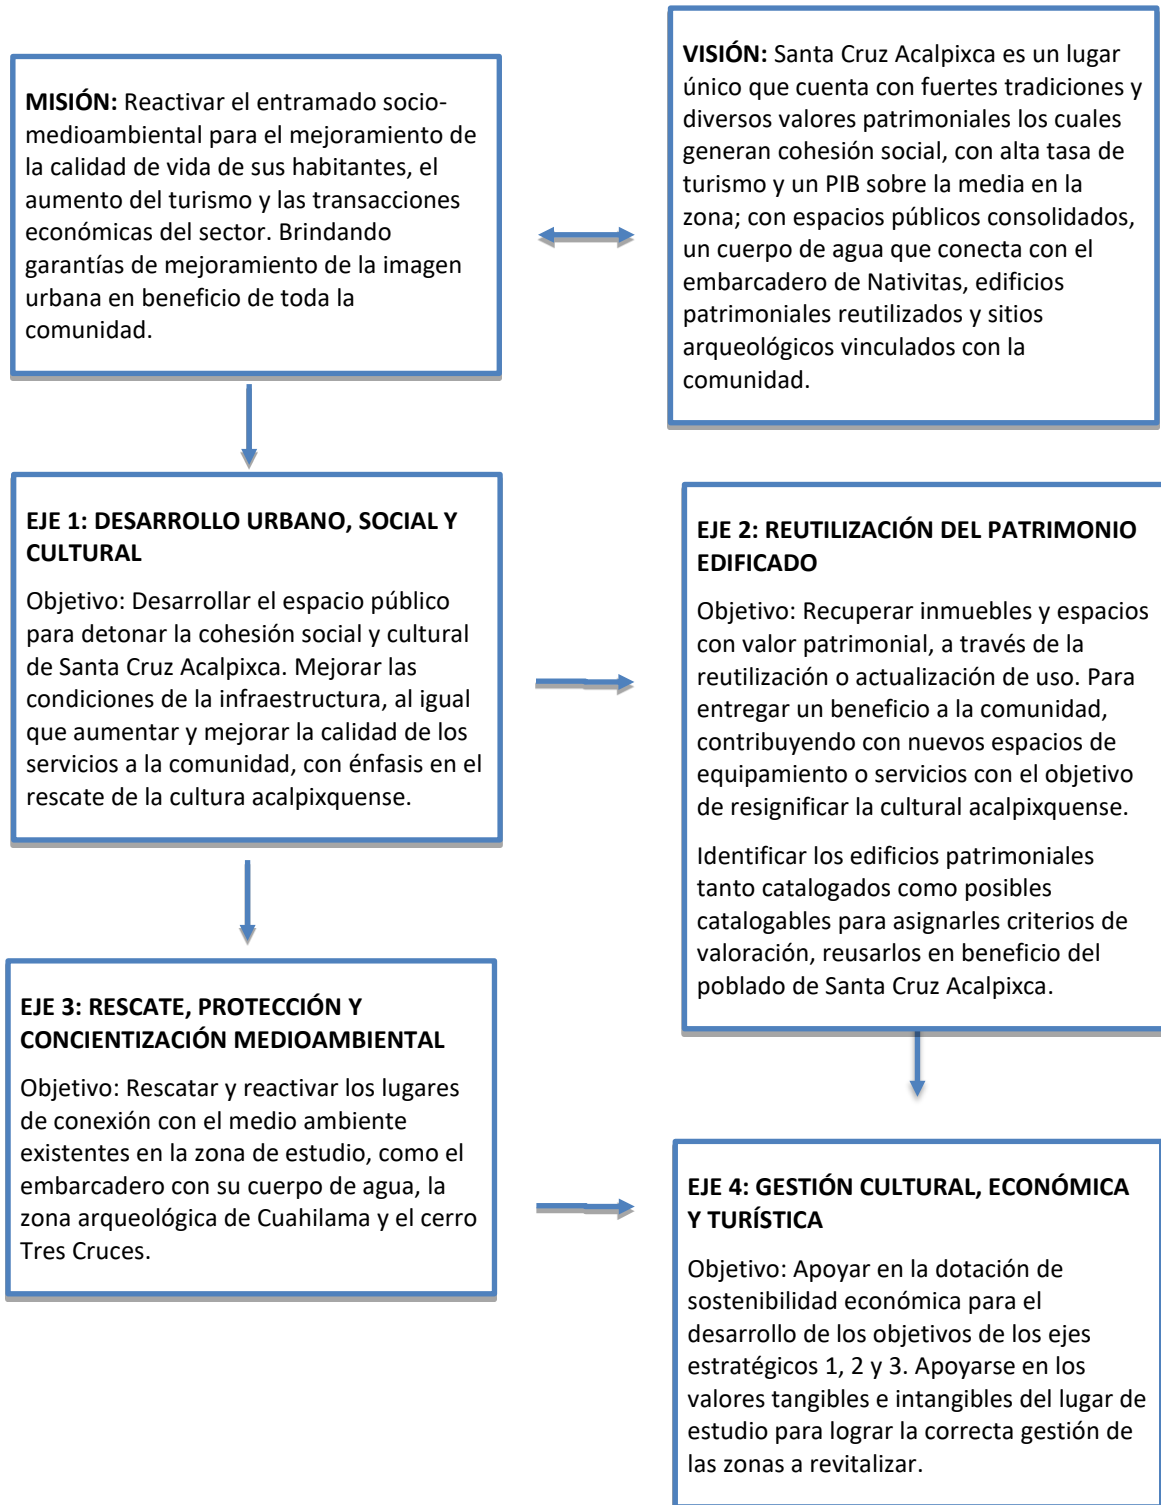 MISIÓN: Reactivar el entramado socio-
medioambiental para el mejoramiento de
la calidad de vida de sus habitantes, el
aumento del turismo y las transacciones
económicas del sector. Brindando
garantías de mejoramiento de la imagen
urbana en beneficio de toda la
comunidad.
VISIÓN: Santa Cruz Acalpixca es un lugar
único que cuenta con fuertes tradiciones y
diversos valores patrimoniales los cuales
generan cohesión social, con alta tasa de
turismo y un PIB sobre la media en la
zona; con espacios públicos consolidados,
un cuerpo de agua que conecta con el
embarcadero de Nativitas, edificios
patrimoniales reutilizados y sitios
arqueológicos vinculados con la
comunidad.
EJE 1: DESARROLLO URBANO, SOCIAL Y
CULTURAL
Objetivo: Desarrollar el espacio público
para detonar la cohesión social y cultural
de Santa Cruz Acalpixca. Mejorar las
condiciones de la infraestructura, al igual
que aumentar y mejorar la calidad de los
servicios a la comunidad, con énfasis en el
rescate de la cultura acalpixquense.
EJE 2: REUTILIZACIÓN DEL PATRIMONIO
EDIFICADO
Objetivo: Recuperar inmuebles y espacios
con valor patrimonial, a través de la
reutilización o actualización de uso. Para
entregar un beneficio a la comunidad,
contribuyendo con nuevos espacios de
equipamiento o servicios con el objetivo
de resignificar la cultural acalpixquense.
Identificar los edificios patrimoniales
tanto catalogados como posibles
catalogables para asignarles criterios de
valoración, reusarlos en beneficio del
poblado de Santa Cruz Acalpixca.
EJE 3: RESCATE, PROTECCIÓN Y
CONCIENTIZACIÓN MEDIOAMBIENTAL
Objetivo: Rescatar y reactivar los lugares
de conexión con el medio ambiente
existentes en la zona de estudio, como el
embarcadero con su cuerpo de agua, la
zona arqueológica de Cuahilama y el cerro
Tres Cruces.
EJE 4: GESTIÓN CULTURAL, ECONÓMICA
Y TURÍSTICA
Objetivo: Apoyar en la dotación de
sostenibilidad económica para el
desarrollo de los objetivos de los ejes
estratégicos 1, 2 y 3. Apoyarse en los
valores tangibles e intangibles del lugar de
estudio para lograr la correcta gestión de
las zonas a revitalizar.